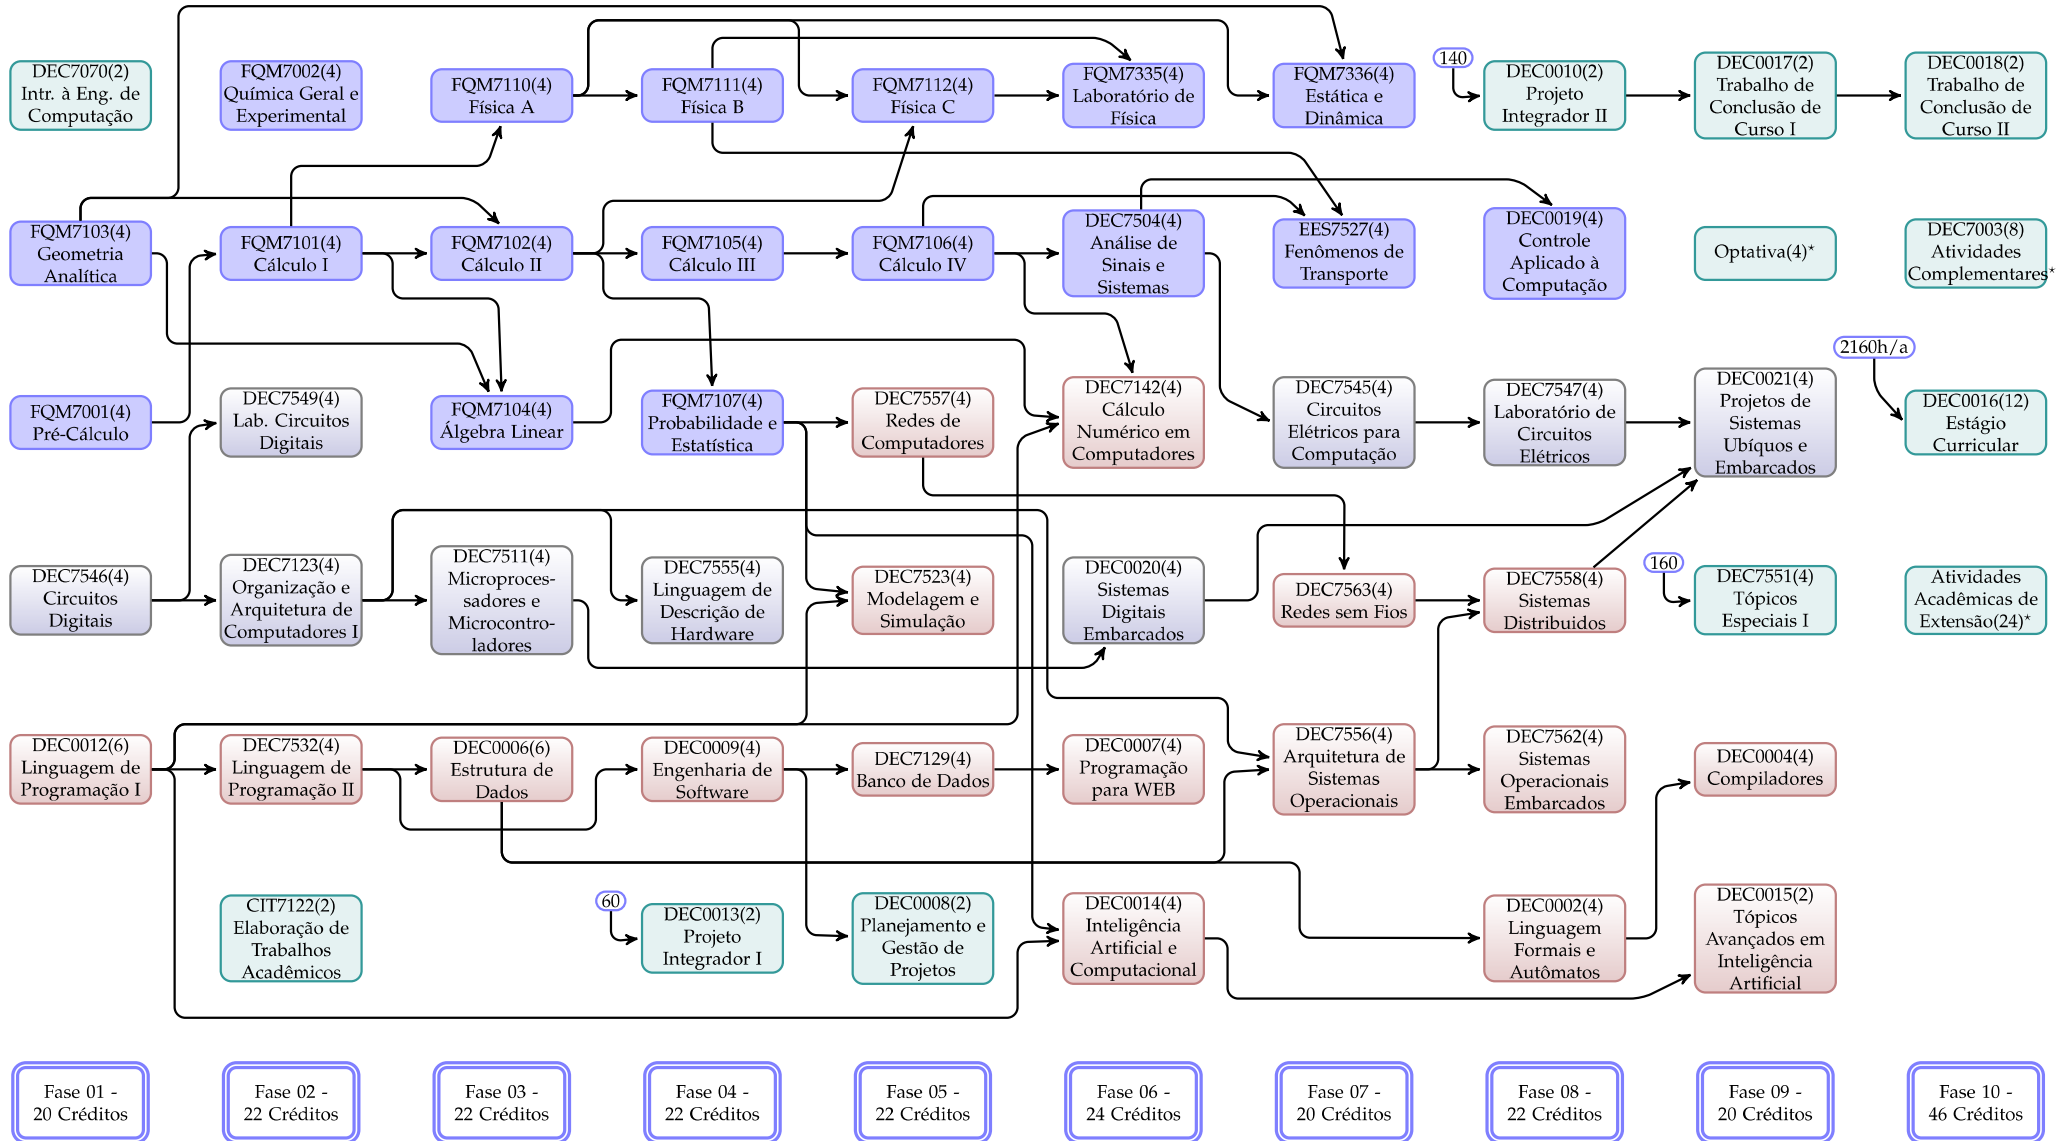 DEC7070(2)
Intr. à Eng. de
Computação
FQM7002(4)
Química Geral e
Experimental
FQM7110(4)
Física A
FQM7111(4)
Física B
FQM7112(4)
Física C
FQM7335(4)
Laboratório de
Física
FQM7336(4)
Estática e
Dinâmica
140
DEC0010(2)
Projeto
Integrador II
DEC0017(2)
Trabalho de
Conclusão de
Curso I
DEC0018(2)
Trabalho de
Conclusão de
Curso II
FQM7103(4)
Geometria
Analítica
FQM7101(4)
Cálculo I
FQM7102(4)
Cálculo II
FQM7105(4)
Cálculo III
FQM7106(4)
Cálculo IV
DEC7504(4)
Análise de
Sinais e
Sistemas
EES7527(4)
Fenômenos de
Transporte
DEC0019(4)
Controle
Aplicado à
Computação
Optativa(4)*
DEC7003(8)
Atividades
Complementares*
FQM7001(4)
Pré-Cálculo
DEC7549(4)
Lab. Circuitos
Digitais
FQM7104(4)
Álgebra Linear
FQM7107(4)
Probabilidade e
Estatística
DEC7557(4)
Redes de
Computadores
DEC7142(4)
Cálculo
Numérico em
Computadores
DEC7545(4)
Circuitos
Elétricos para
Computação
DEC7547(4)
Laboratório de
Circuitos
Elétricos
DEC0021(4)
Projetos de
Sistemas
Ubíquos e
Embarcados
2160h/a
DEC0016(12)
Estágio
Curricular
DEC7546(4)
Circuitos
Digitais
DEC7123(4)
Organização e
Arquitetura de
Computadores I
DEC7511(4)
Microproces-
sadores e
Microcontro-
ladores
DEC7555(4)
Linguagem de
Descrição de
Hardware
DEC7523(4)
Modelagem e
Simulação
DEC0020(4)
Sistemas
Digitais
Embarcados
DEC7563(4)
Redes sem Fios
DEC7558(4)
Sistemas
Distribuidos
160
DEC7551(4)
Tópicos
Especiais I
Atividades
Acadêmicas de
Extensão(24)*
DEC0012(6)
Linguagem de
Programação I
DEC7532(4)
Linguagem de
Programação II
DEC0006(6)
Estrutura de
Dados
DEC0009(4)
Engenharia de
Software
DEC7129(4)
Banco de Dados
DEC0007(4)
Programação
para WEB
DEC7556(4)
Arquitetura de
Sistemas
Operacionais
DEC7562(4)
Sistemas
Operacionais
Embarcados
DEC0004(4)
Compiladores
CIT7122(2)
Elaboração de
Trabalhos
Acadêmicos
60
DEC0013(2)
Projeto
Integrador I
DEC0008(2)
Planejamento e
Gestão de
Projetos
DEC0014(4)
Inteligência
Artificial e
Computacional
DEC0002(4)
Linguagem
Formais e
Autômatos
DEC0015(2)
Tópicos
Avançados em
Inteligência
Artificial
Fase 01 -
20 Créditos
Fase 02 -
22 Créditos
Fase 03 -
22 Créditos
Fase 04 -
22 Créditos
Fase 05 -
22 Créditos
Fase 06 -
24 Créditos
Fase 07 -
20 Créditos
Fase 08 -
22 Créditos
Fase 09 -
20 Créditos
Fase 10 -
46 Créditos